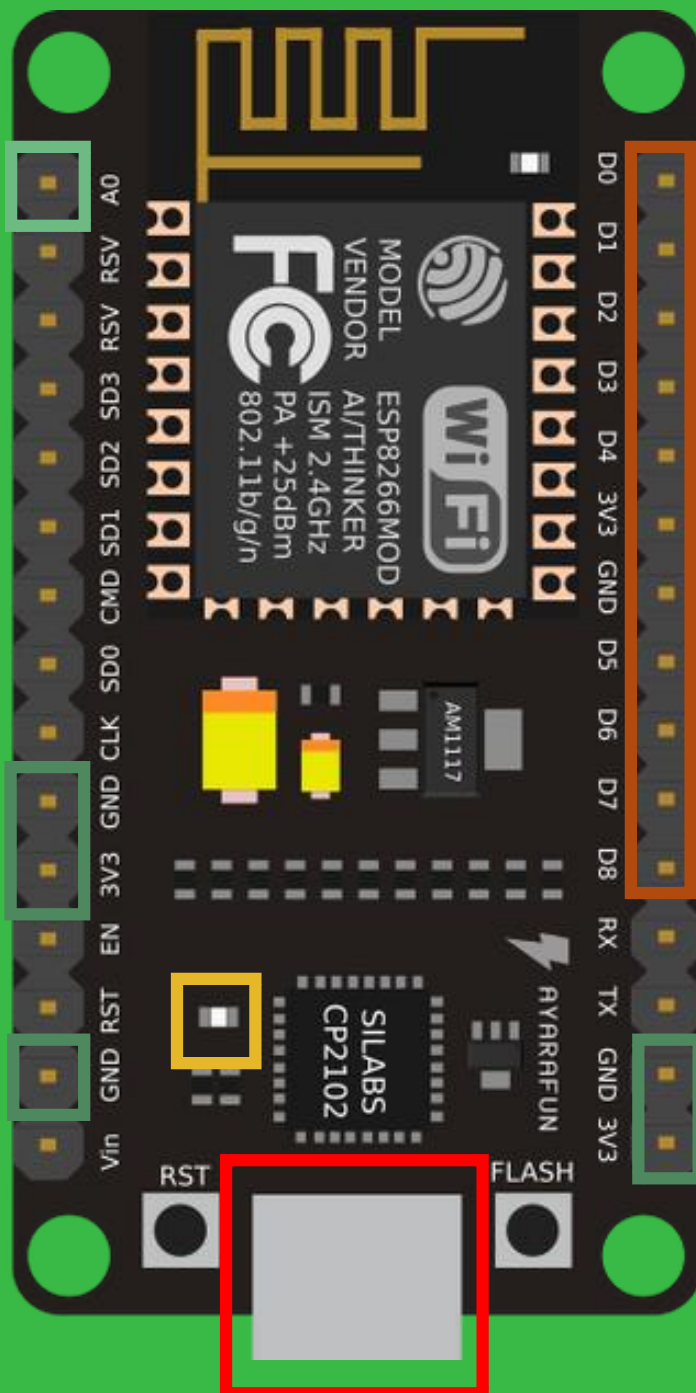 A0
RSV
RSV
SD3
SD2
SD1
CMD
SD0
CLK
GND
3V3
EN
RST
GND
Vin
D0
D1
D2
D3
D4
3V3
GND
D5
D6
D7
D8
RX
TX
GND
3V3
FC
Wi Fi
MODEL ESP8266MOD
VENDOR AI/THINKER
ISM 2.4GHz
PA +25dBm
802.11b/g/n
AM1117
SILABS
CP2102
AYARAFUN
RST
FLASH